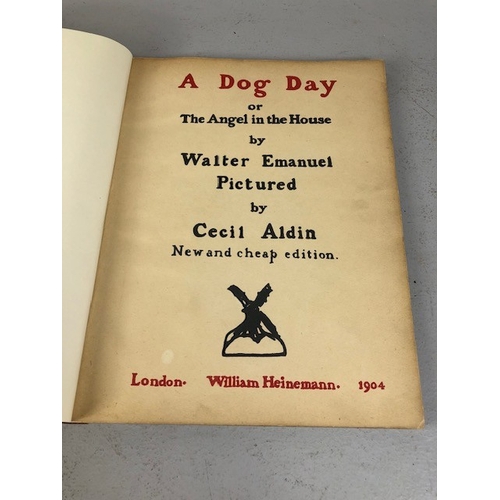 A Dog Day
or
The Angel in the House
by
Walter Emanuel
Pictured
by
Cecil Aldin
New and cheap edition.
London. William Heinemann. 1904